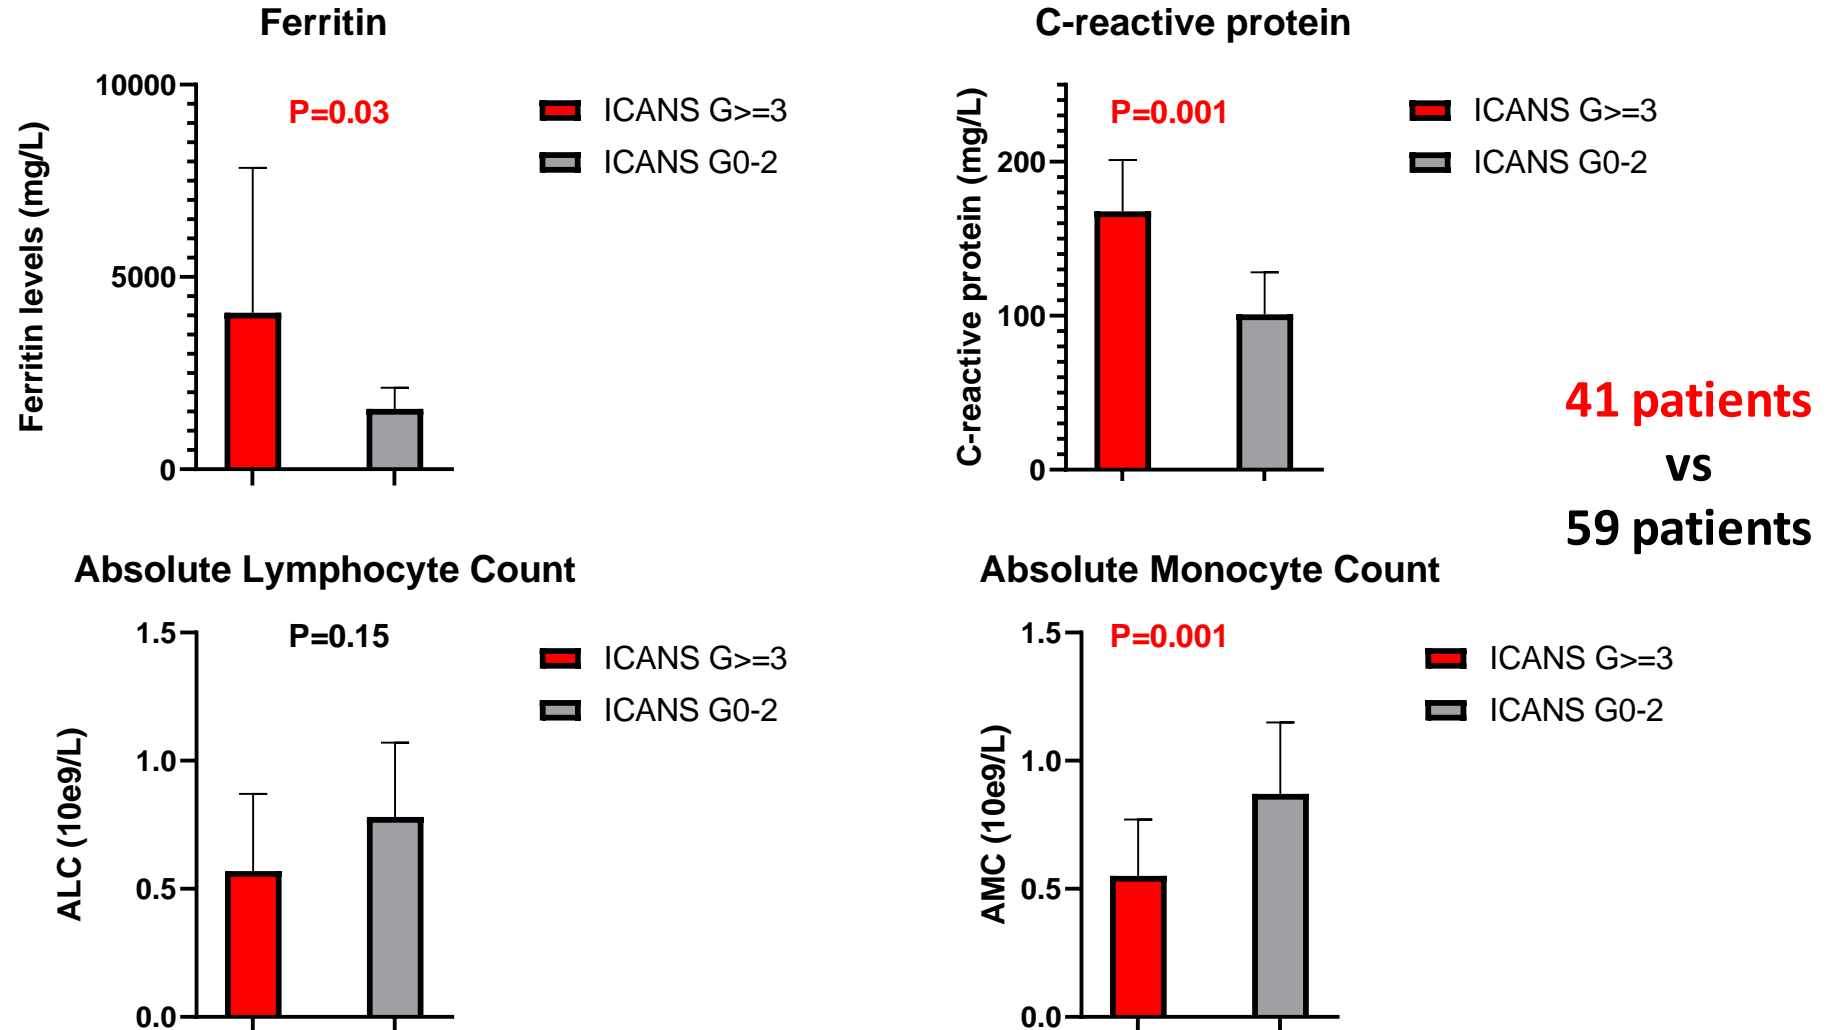 Ferritin
P=0.03
10000
5000
0
Ferritin levels (mg/L)
ICANS G>=3
ICANS G0-2
C-reactive protein
P=0.001
200
100
0
C-reactive protein (mg/L)
ICANS G>=3
ICANS G0-2
41 patients
vs
59 patients
Absolute Lymphocyte Count
P=0.15
1.5
1.0
0.5
0.0
ALC (10e9/L)
ICANS G>=3
ICANS G0-2
Absolute Monocyte Count
P=0.001
1.5
1.0
0.5
0.0
AMC (10e9/L)
ICANS G>=3
ICANS G0-2